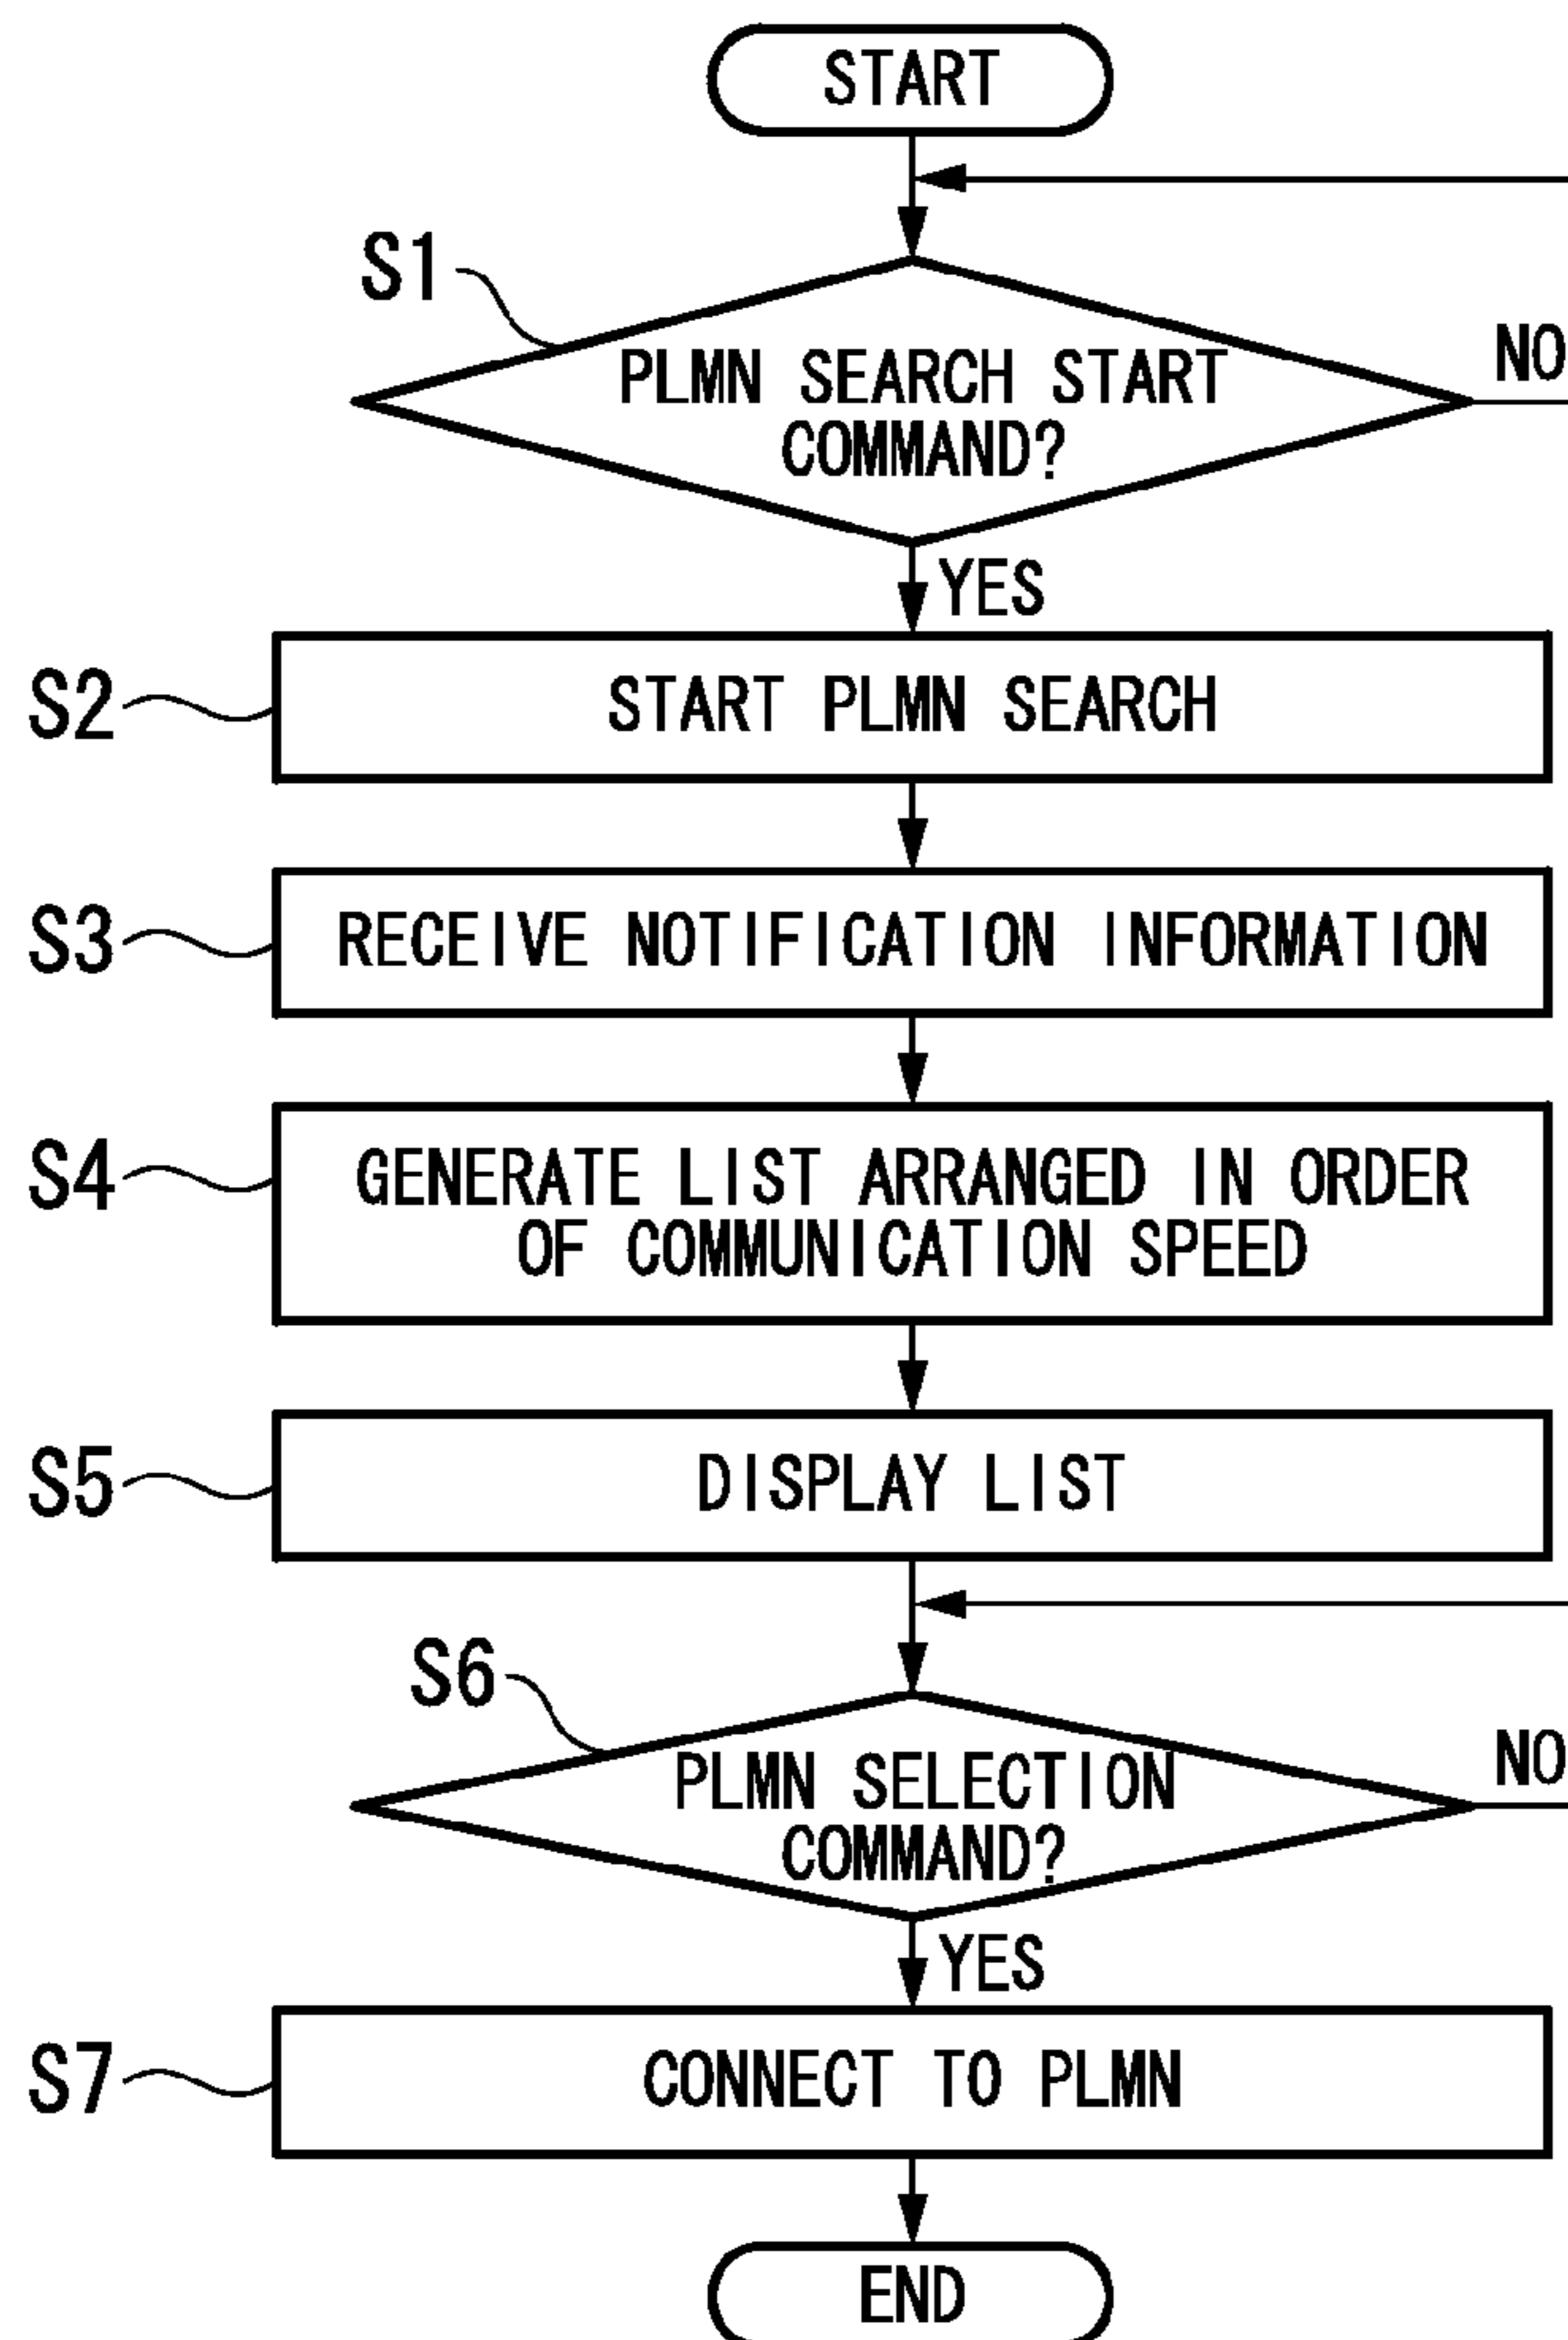 START
S1
PLMN SEARCH START
COMMAND?
NO
YES
S2
START PLMN SEARCH
S3
RECEIVE NOTIFICATION INFORMATION
S4
GENERATE LIST ARRANGED IN ORDER
OF COMMUNICATION SPEED
S5
DISPLAY LIST
S6
PLMN SELECTION
COMMAND?
NO
YES
S7
CONNECT TO PLMN
END